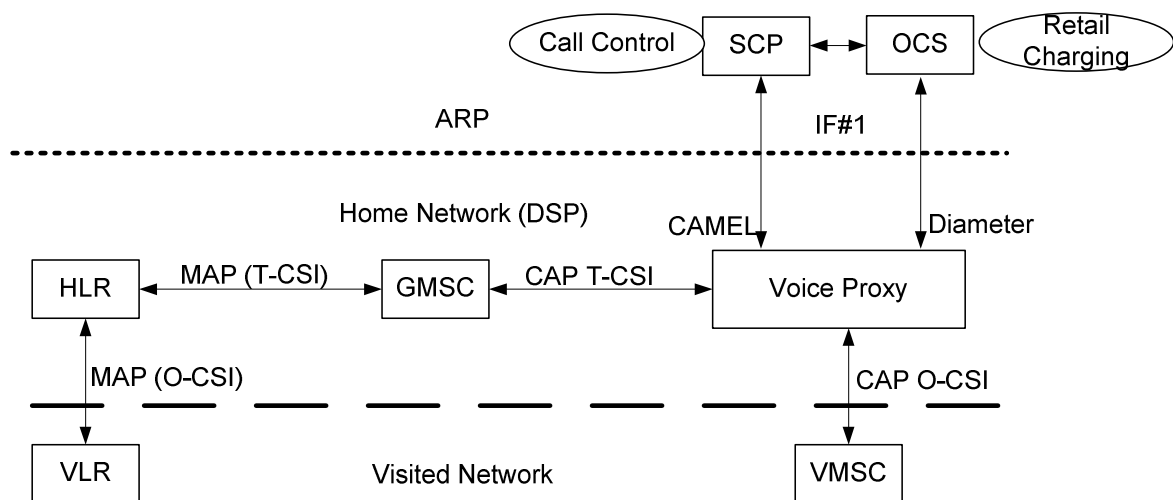 Call Control
SCP
OCS
Retail
Charging
ARP
IF#1
Home Network (DSP)
CAMEL
Diameter
HLR
MAP (T-CSI)
GMSC
CAP T-CSI
Voice Proxy
MAP (O-CSI)
CAP O-CSI
VLR
Visited Network
VMSC